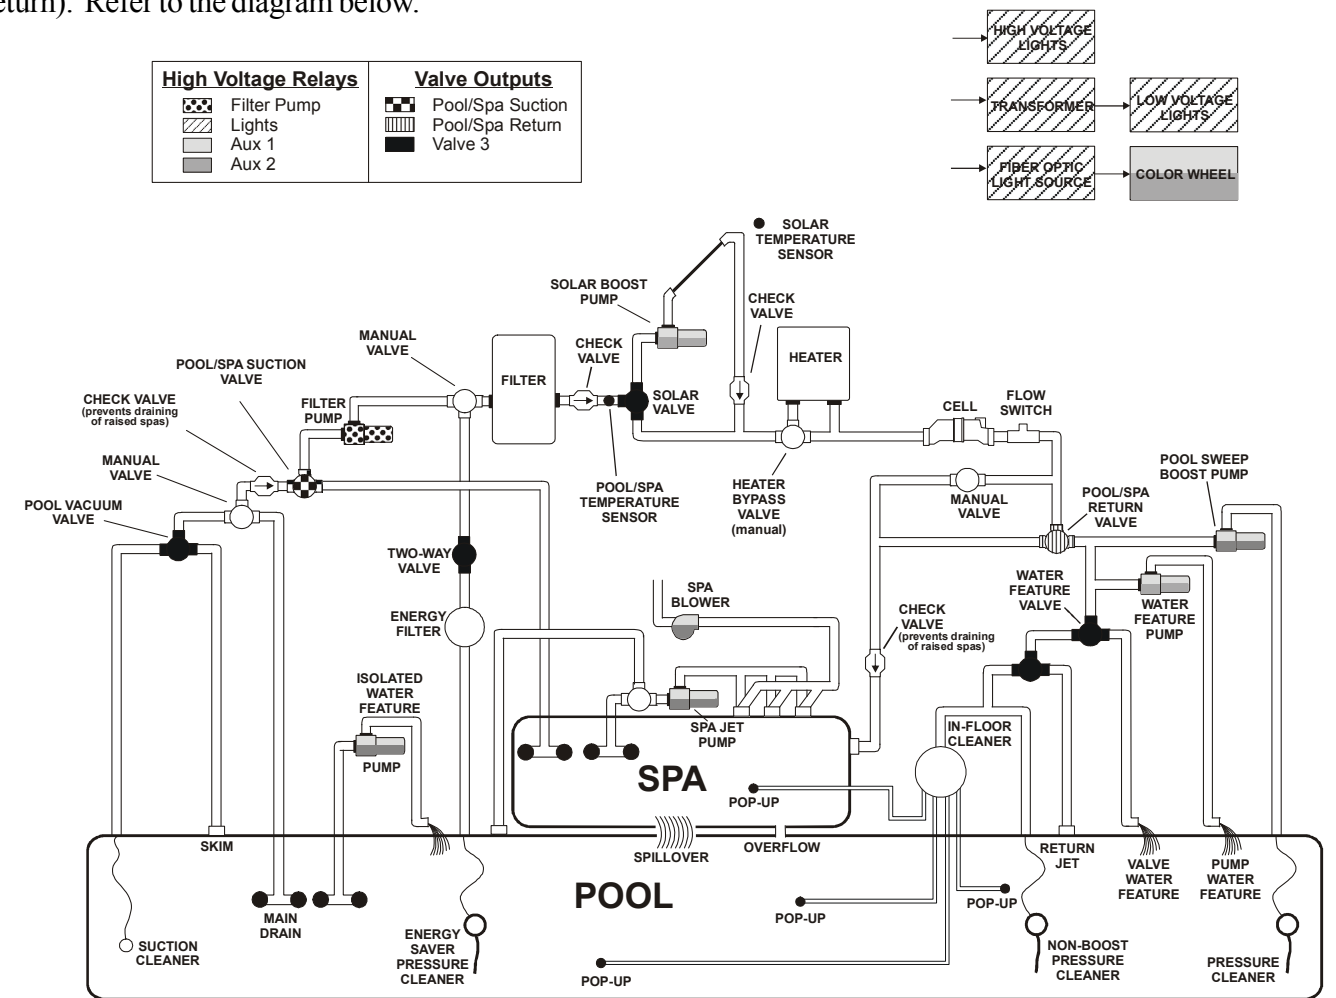 eturn).  Refer to the diagram below.
HIGH VOLTAGE
LIGHTS
TRANSFORMER
LOW VOLTAGE
LIGHTS
FIBER OPTIC
LIGHT SOURCE
COLOR WHEEL
High Voltage Relays
Filter Pump
Lights
Aux 1
Aux 2
Valve Outputs
Pool/Spa Suction
Pool/Spa Return
Valve 3
SOLAR
TEMPERATURE
SENSOR
SOLAR BOOST
PUMP
CHECK
VALVE
MANUAL
VALVE
CHECK
VALVE
HEATER
POOL/SPA SUCTION
VALVE
FILTER
SOLAR
VALVE
CHECK VALVE
(prevents draining
of raised spas)
FILTER
PUMP
CELL
FLOW
SWITCH
MANUAL
VALVE
POOL SWEEP
BOOST PUMP
POOL/SPA
TEMPERATURE
SENSOR
HEATER
BYPASS
VALVE
(manual)
MANUAL
VALVE
POOL/SPA
RETURN
VALVE
POOL VACUUM
VALVE
TWO-WAY
VALVE
SPA
BLOWER
WATER
FEATURE
VALVE
WATER
FEATURE
PUMP
ENERGY
FILTER
CHECK
VALVE
(prevents draining
of raised spas)
ISOLATED
WATER
FEATURE
PUMP
SPA JET
PUMP
IN-FLOOR
CLEANER
SPA
POP-UP
SKIM
SPILLOVER
OVERFLOW
RETURN
JET
VALVE
WATER
FEATURE
PUMP
WATER
FEATURE
POOL
MAIN
DRAIN
POP-UP
POP-UP
SUCTION
CLEANER
ENERGY
SAVER
PRESSURE
CLEANER
NON-BOOST
PRESSURE
CLEANER
PRESSURE
CLEANER
POP-UP